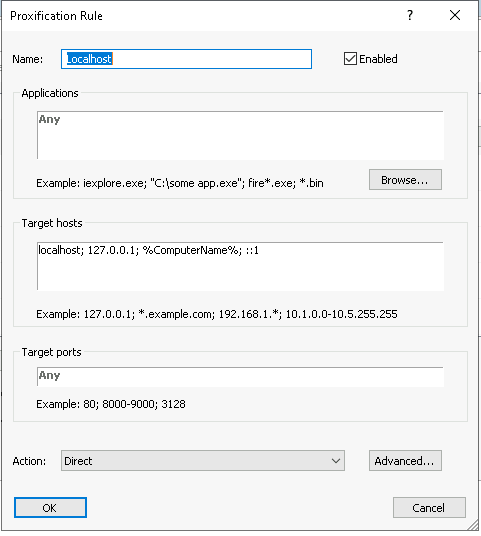 Proxification Rule
Name: Localhost Enabled
Applications
Any
Example: iexplore.exe; "C:\some app.exe"; fire*.exe; *.bin Browse...
Target hosts
localhost; 127.0.0.1; %ComputerName%; ::1
Example: 127.0.0.1; *.example.com; 192.168.1.*; 10.1.0.0-10.5.255.255
Target ports
Any
Example: 80; 8000-9000; 3128
Action: Direct Advanced...
OK Cancel